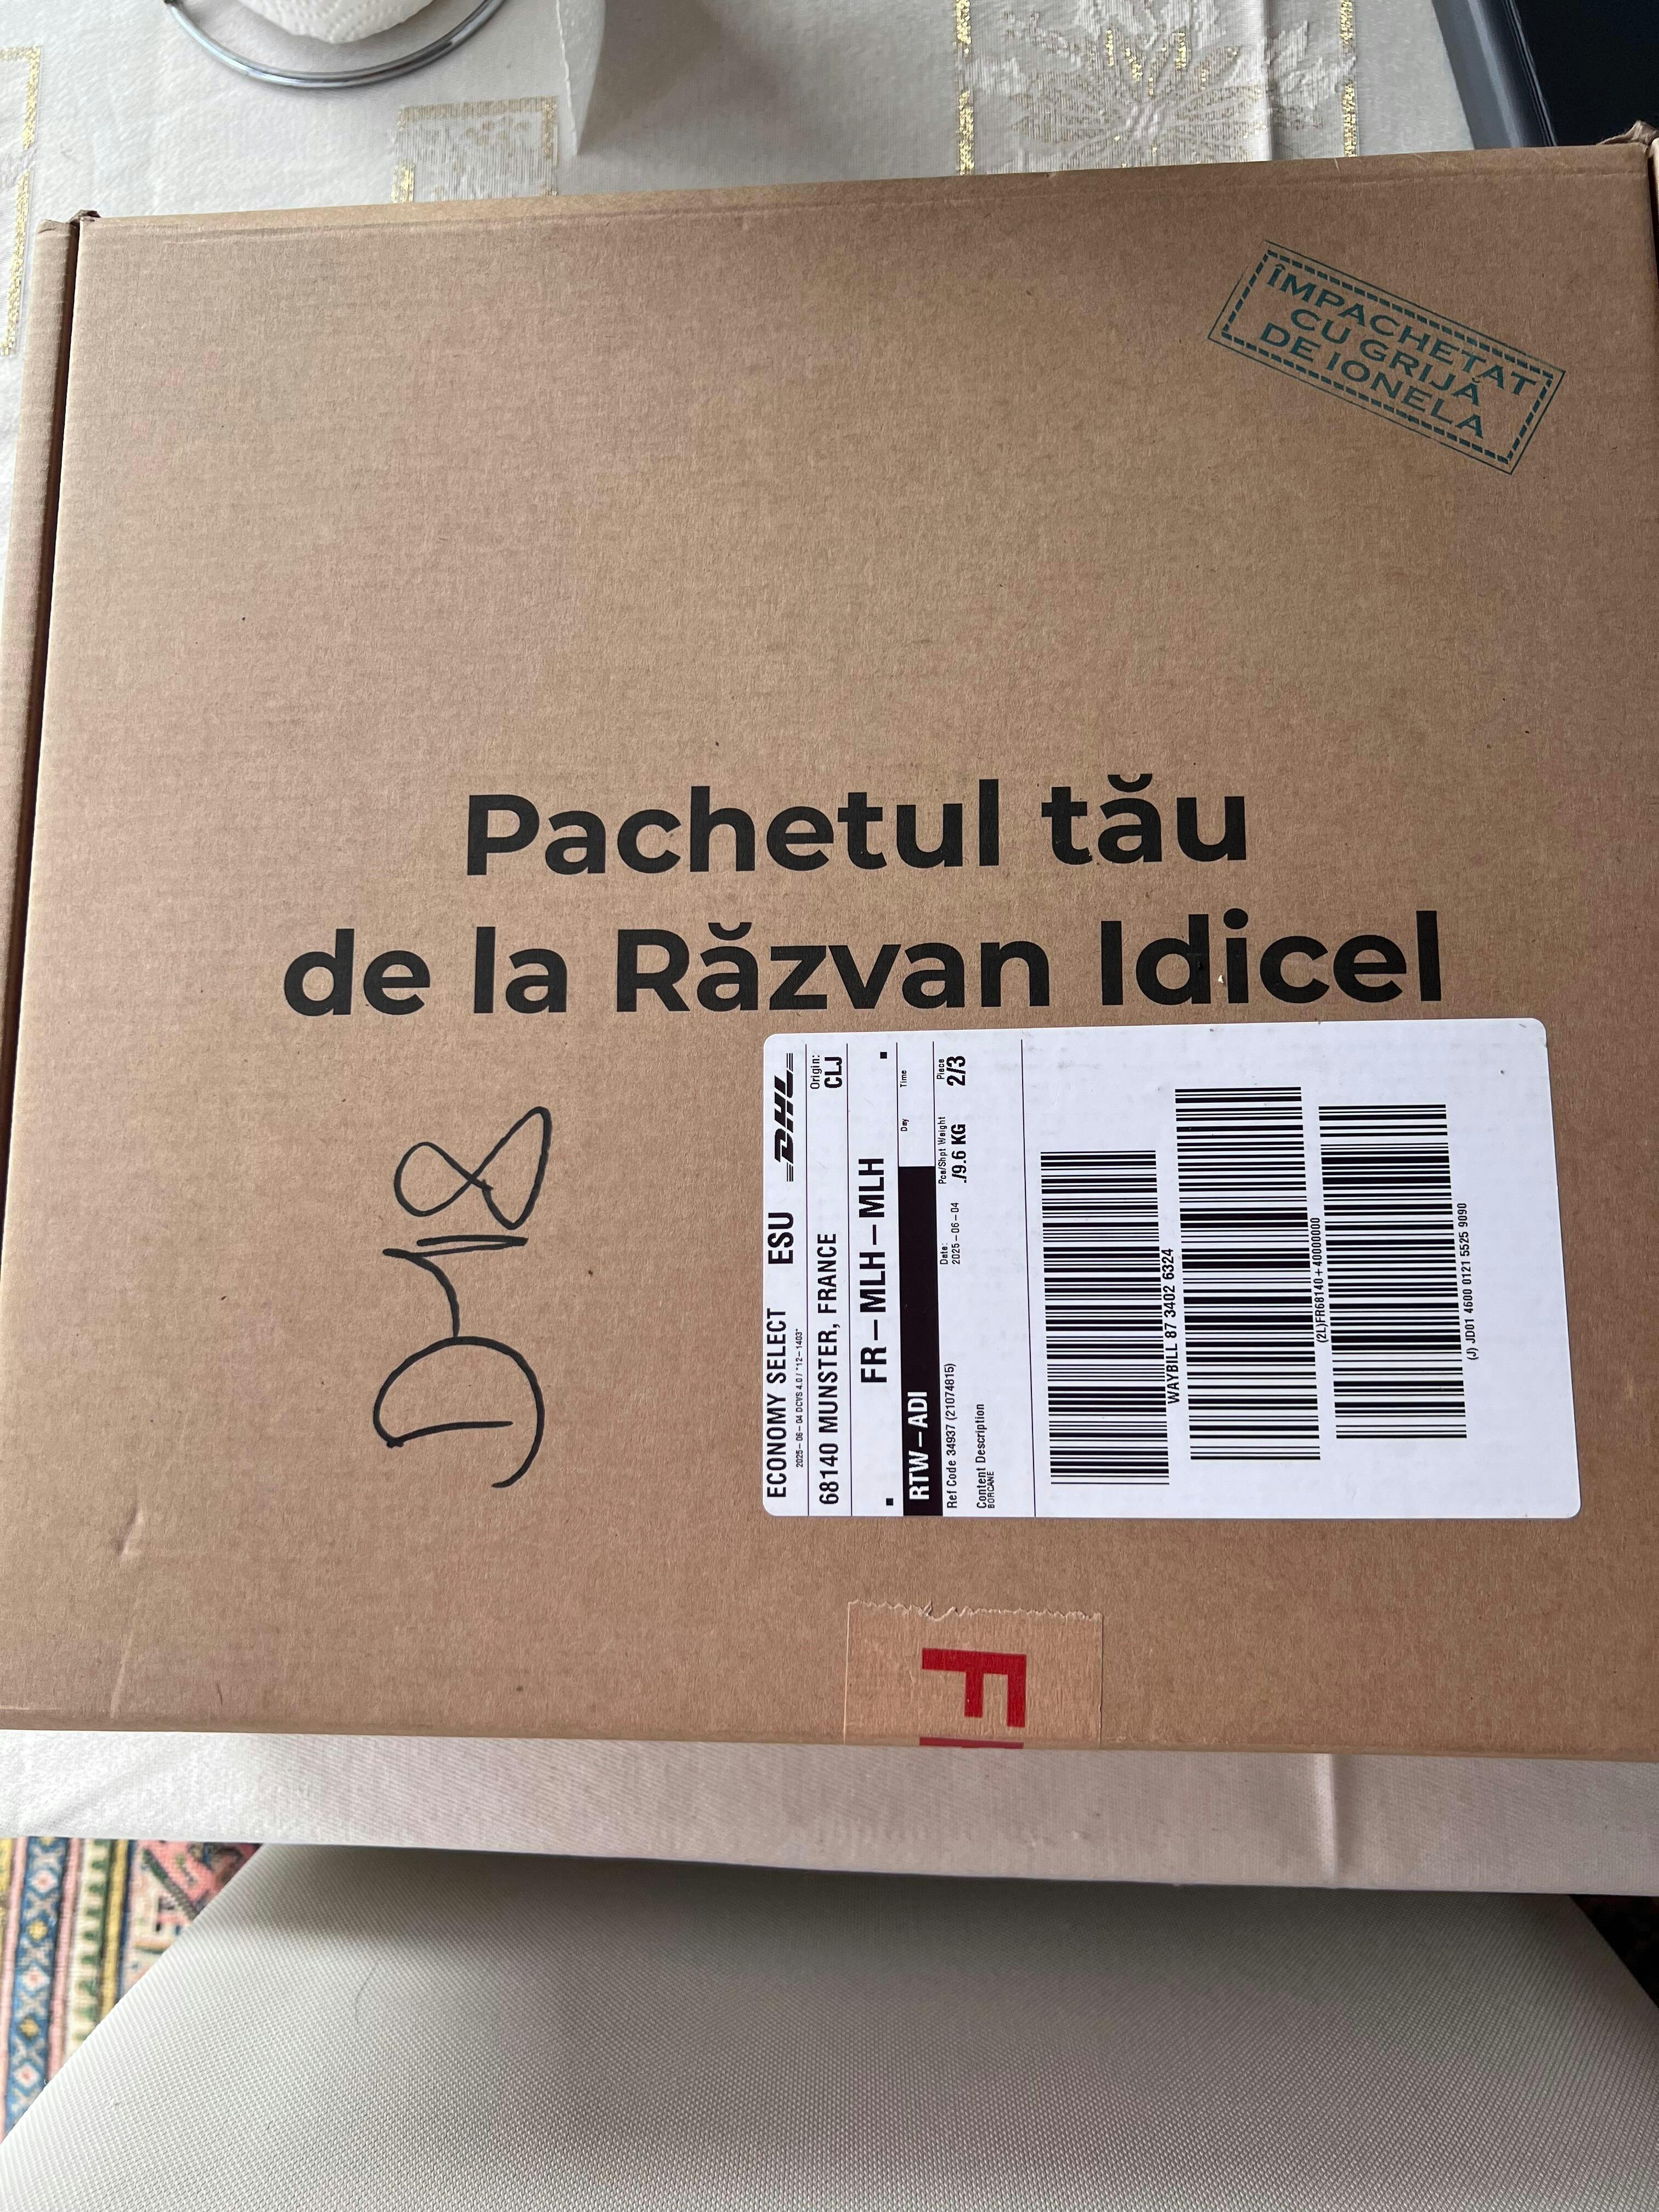 ÎMPACHETAT
CU GRIJĂ
DE IONELA
Pachetul tău
de la Răzvan Idicel
D18
ECONOMY SELECT ESU DHL
2025-06-04 DCVS 4.0 / *12-1403*
68140 MUNSTER, FRANCE
Origin:
CLJ
FR-MLH-MLH
RTW-ADI
Day
Time
Ref Code 34937 (21074815)
Date:
2025-06-04
Pce/Shpt Weight
/9.6 KG
Piece
2/3
Content Description
BORCANE
WAYBILL 87 3402 6324
(2L)FR68140+40000000
(J) JD01 4600 0121 5525 9090
F